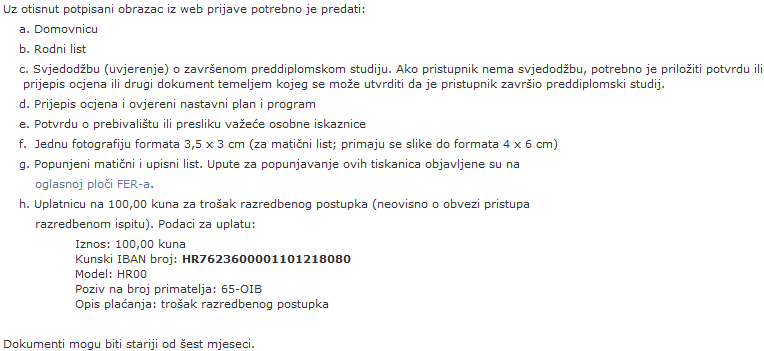 Uz otisnut potpisani obrazac iz web prijave potrebno je predati:
a. Domovnicu
b. Rodni list
c. Svjedodžbu (uvjerenje) o završenom preddiplomskom studiju. Ako pristupnik nema svjedodžbu, potrebno je priložiti potvrdu ili
prijepis ocjena ili drugi dokument temeljem kojeg se može utvrditi da je pristupnik završio preddiplomski studij.
d. Prijepis ocjena i ovjereni nastavni plan i program
e. Potvrdu o prebivalištu ili presliku važeće osobne iskaznice
f. Jednu fotografiju formata 3,5 x 3 cm (za matični list; primaju se slike do formata 4 x 6 cm)
g. Popunjeni matični i upisni list. Upute za popunjavanje ovih tiskanica objavljene su na
oglasnoj ploči FER-a.
h. Uplatnicu na 100,00 kuna za trošak razredbenog postupka (neovisno o obvezi pristupa
razredbenom ispitu). Podaci za uplatu:
Iznos: 100,00 kuna
Kunski IBAN broj: HR7623600001101218080
Model: HR00
Poziv na broj primatelja: 65-OIB
Opis plaćanja: trošak razredbenog postupka
Dokumenti mogu biti stariji od šest mjeseci.